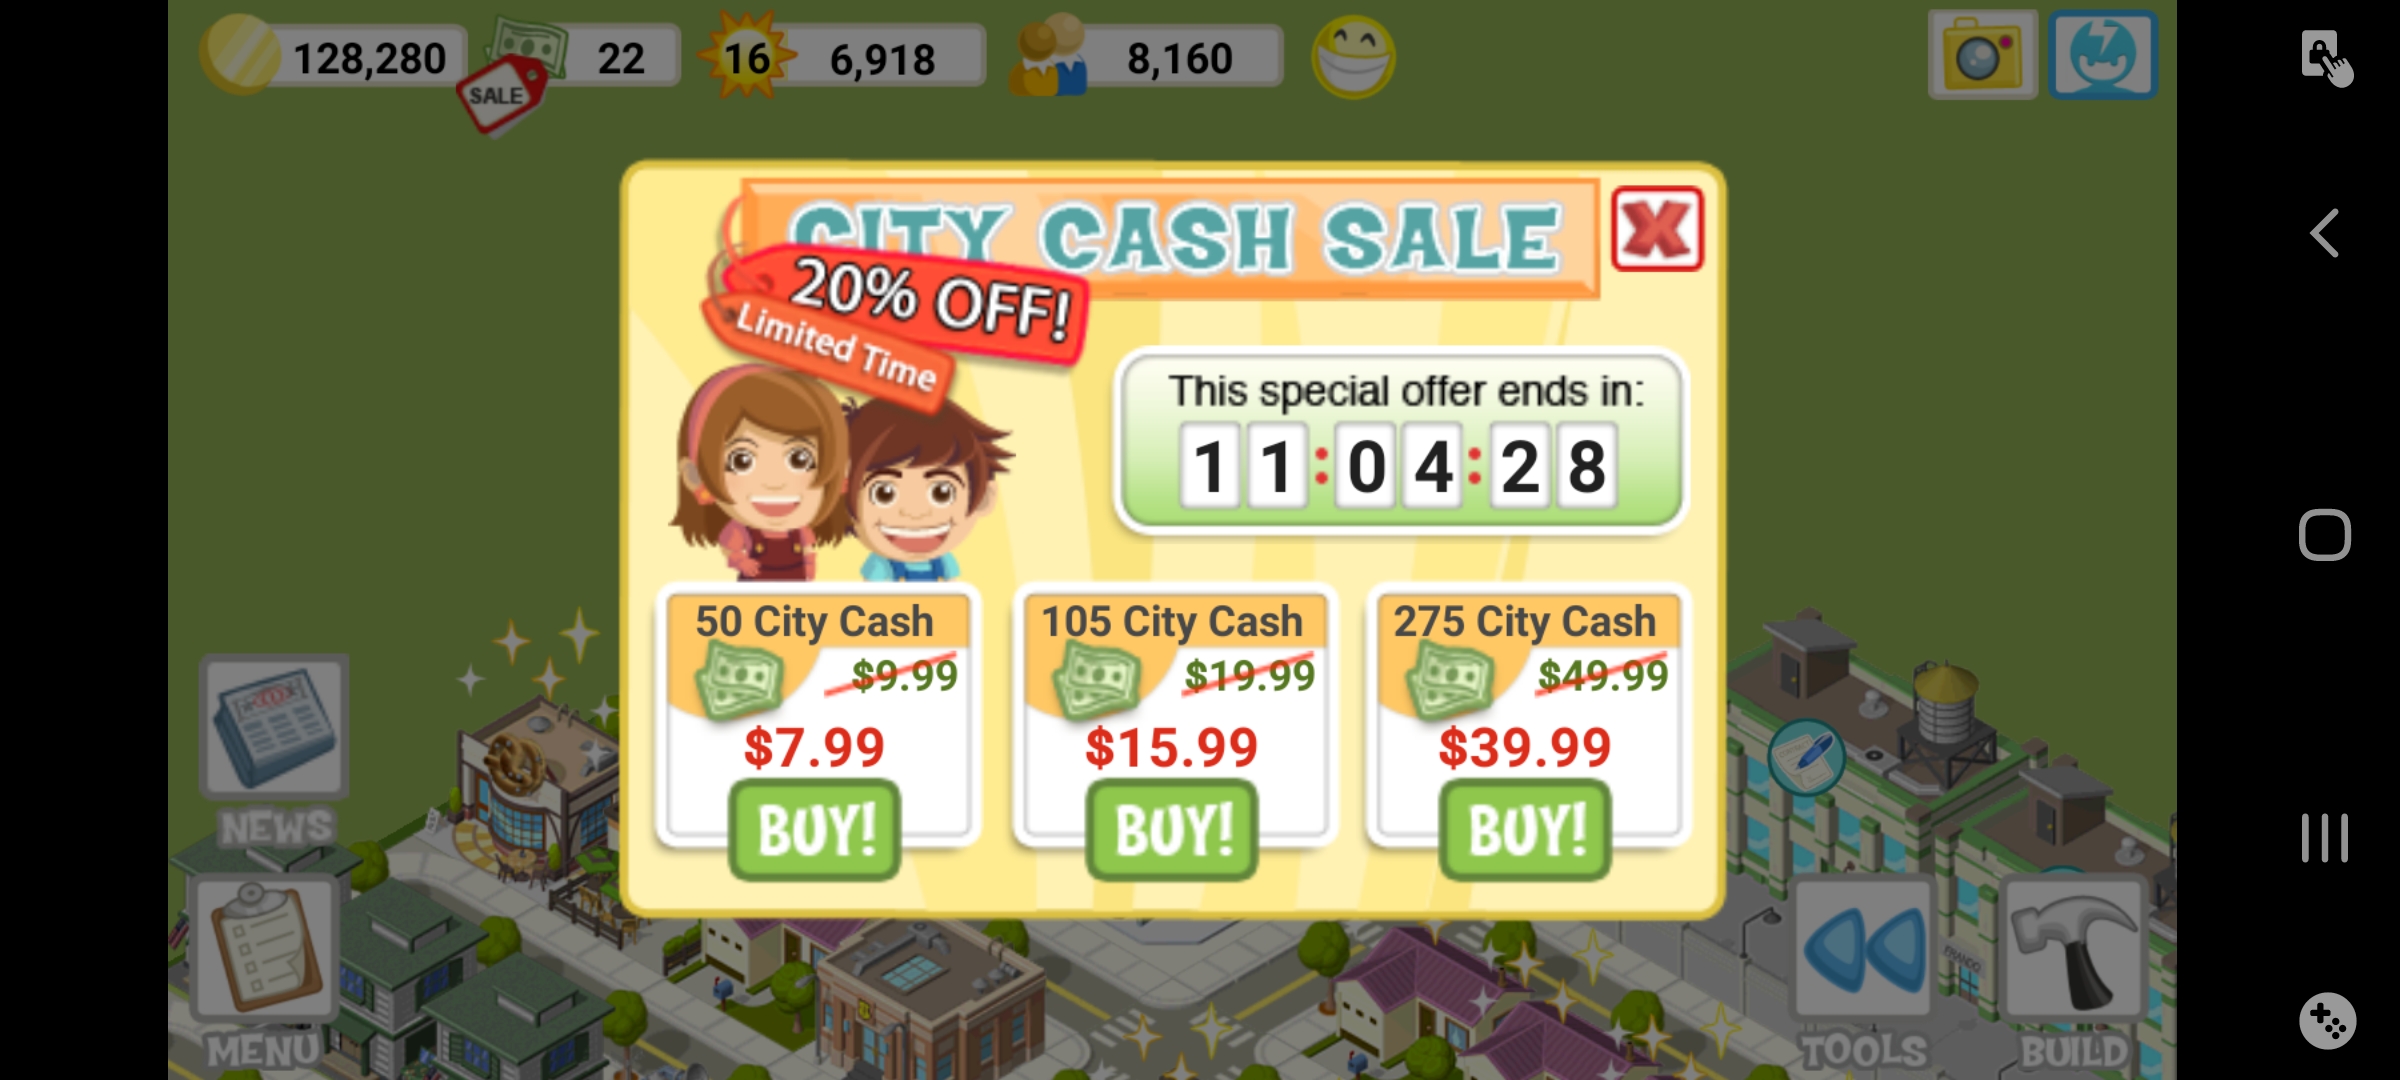 128,280
22
16
6,918
8,160
SALE
CITY CASH SALE
20% OFF!
Limited Time
This special offer ends in:
11:04:28
50 City Cash
$9.99
$7.99
BUY!
105 City Cash
$19.99
$15.99
BUY!
275 City Cash
$49.99
$39.99
BUY!
NEWS
MENU
TOOLS
BUILD